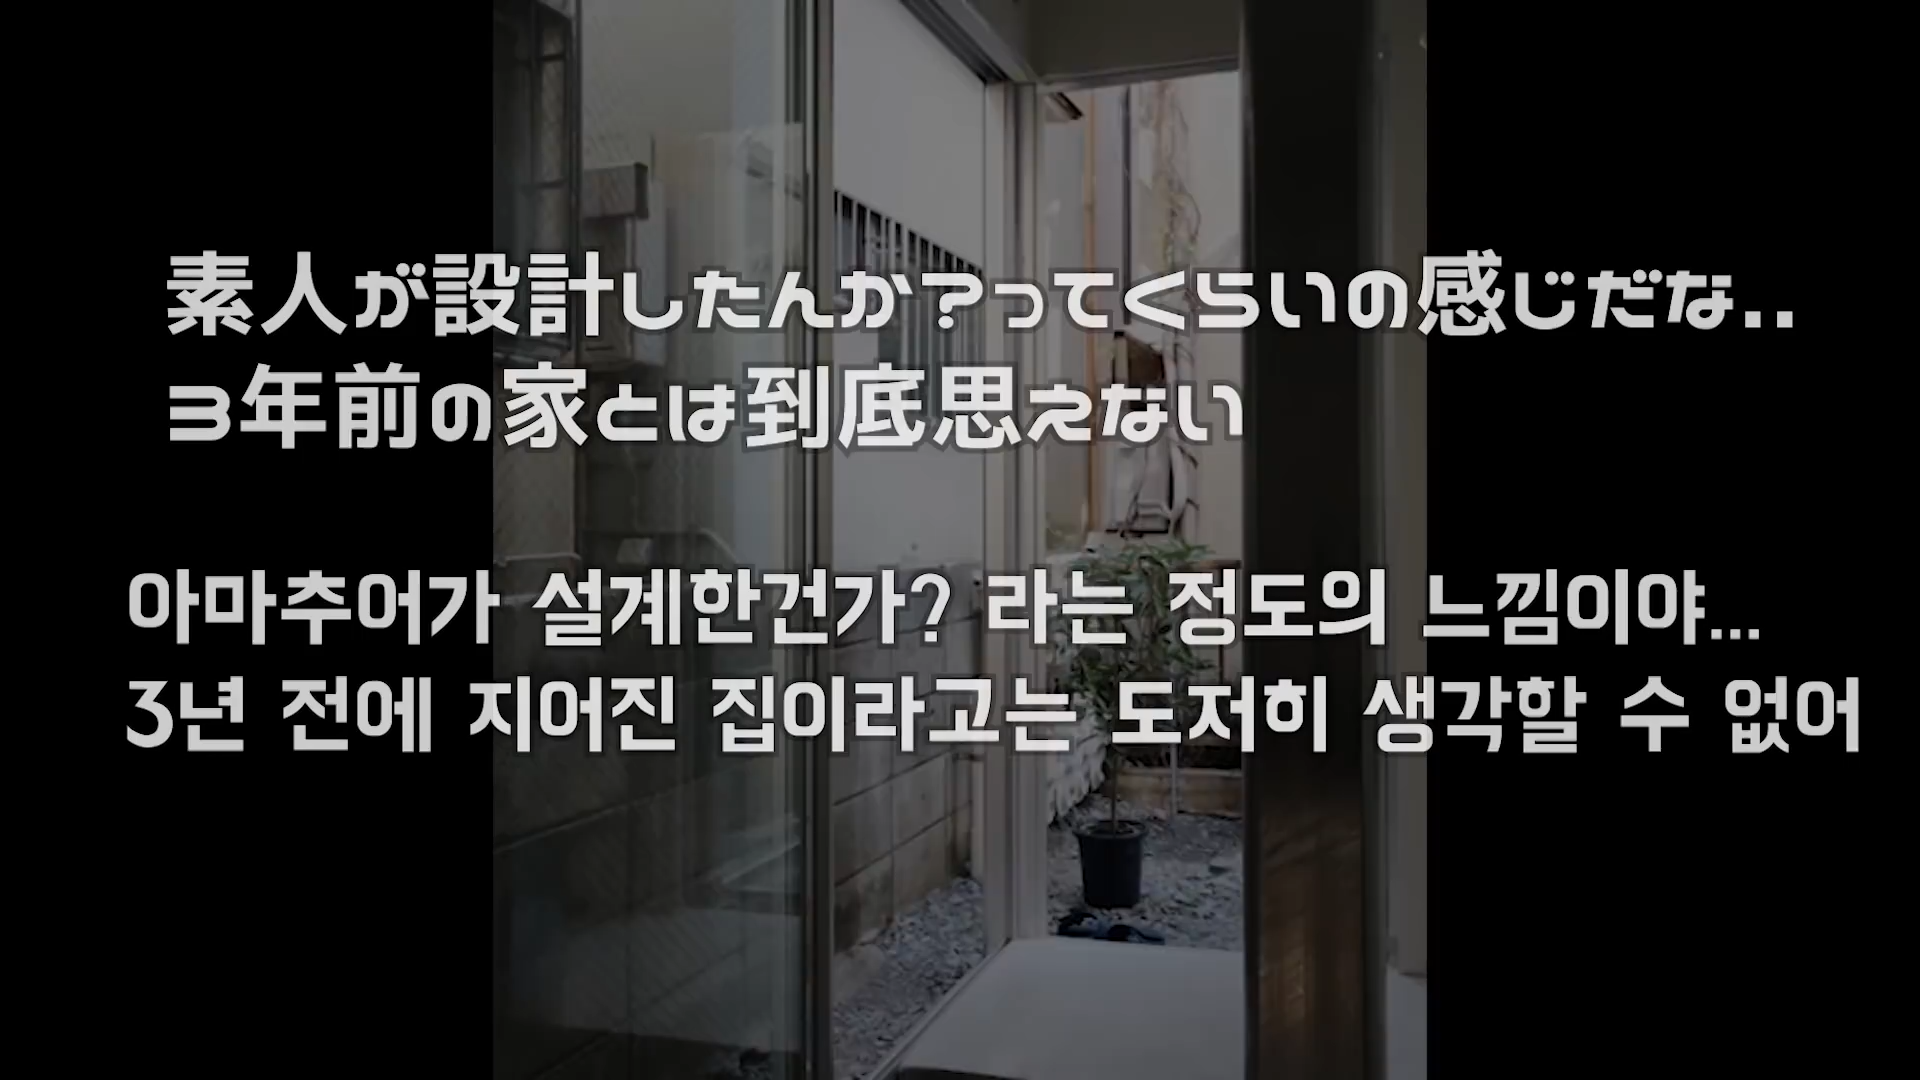 素人が設計したんか？ってくらいの感じだな..
3年前の家とは到底思えない
아마추어가 설계한건가? 라는 정도의 느낌이야...
3년 전에 지어진 집이라고는 도저히 생각할 수 없어